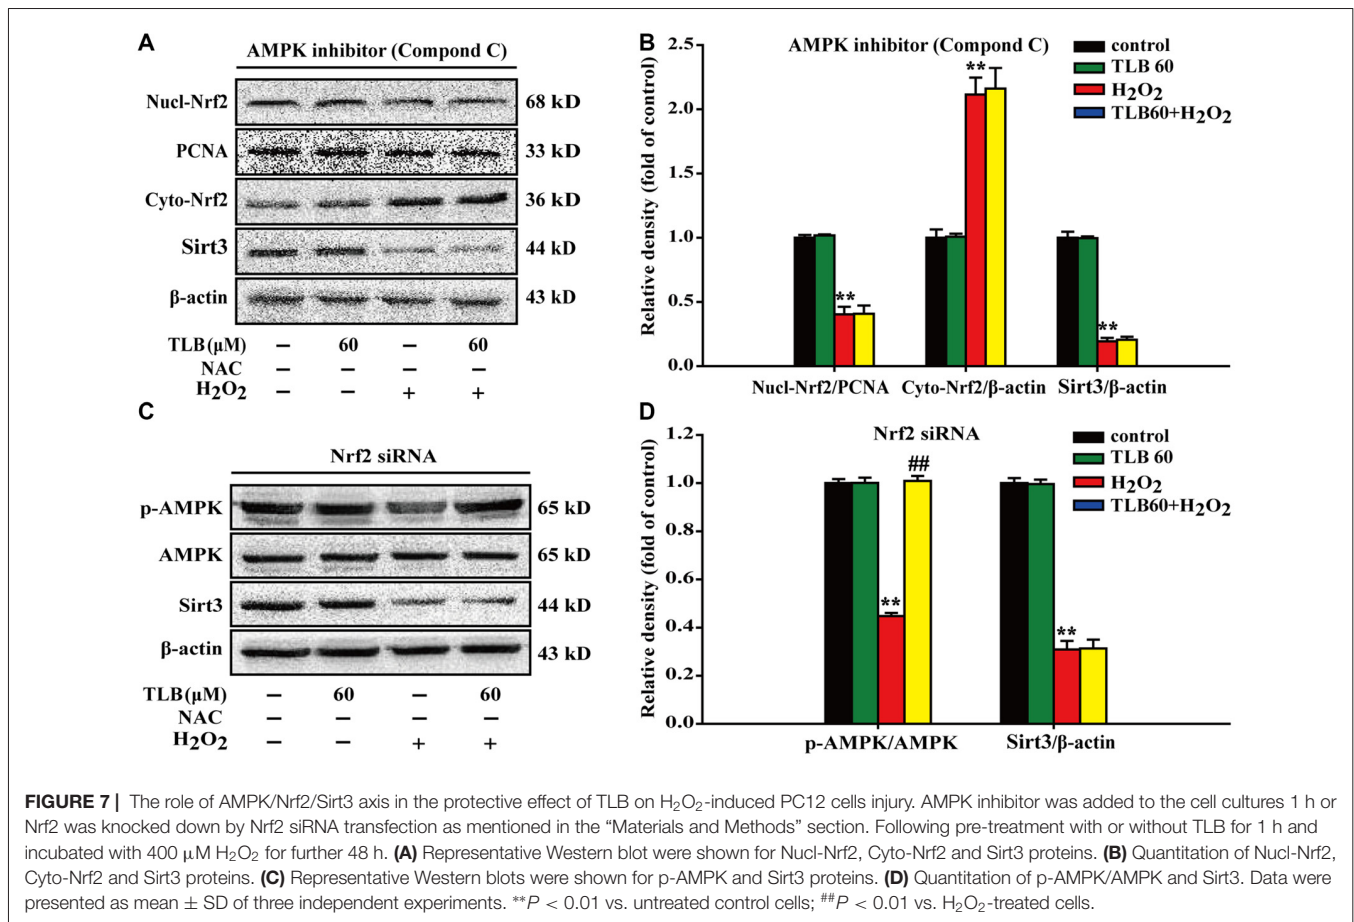 A
AMPK inhibitor (Compond C)
Nucl-Nrf2 68 kD
PCNA 33 kD
Cyto-Nrf2 36 kD
Sirt3 44 kD
β-actin 43 kD
TLB(μM) − 60 − 60
NAC − − − −
H2O2 − − + +
B
AMPK inhibitor (Compond C)
Relative density (fold of control)
2.5
2.0
1.5
1.0
0.5
0.0
control
TLB 60
H2O2
TLB60+H2O2
**
**
**
Nucl-Nrf2/PCNA Cyto-Nrf2/β-actin Sirt3/β-actin
C
Nrf2 siRNA
p-AMPK 65 kD
AMPK 65 kD
Sirt3 44 kD
β-actin 43 kD
TLB(μM) − 60 − 60
NAC − − − −
H2O2 − − + +
D
Nrf2 siRNA
Relative density (fold of control)
1.2
1.0
0.8
0.6
0.4
0.2
0.0
control
TLB 60
H2O2
TLB60+H2O2
##
**
**
p-AMPK/AMPK Sirt3/β-actin
FIGURE 7 | The role of AMPK/Nrf2/Sirt3 axis in the protective effect of TLB on H2O2-induced PC12 cells injury. AMPK inhibitor was added to the cell cultures 1 h or
Nrf2 was knocked down by Nrf2 siRNA transfection as mentioned in the “Materials and Methods” section. Following pre-treatment with or without TLB for 1 h and
incubated with 400 μM H2O2 for further 48 h. (A) Representative Western blot were shown for Nucl-Nrf2, Cyto-Nrf2 and Sirt3 proteins. (B) Quantitation of Nucl-Nrf2,
Cyto-Nrf2 and Sirt3 proteins. (C) Representative Western blots were shown for p-AMPK and Sirt3 proteins. (D) Quantitation of p-AMPK/AMPK and Sirt3. Data were
presented as mean ± SD of three independent experiments. **P < 0.01 vs. untreated control cells; ##P < 0.01 vs. H2O2-treated cells.